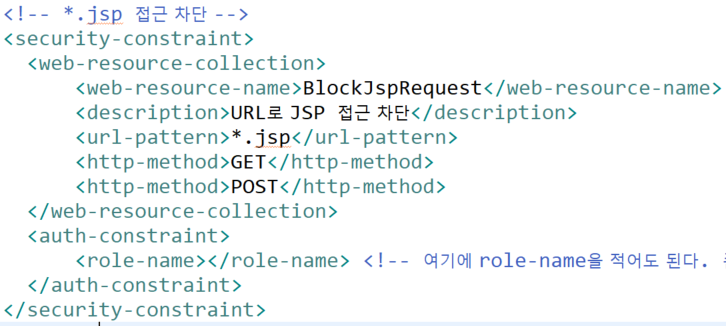 <!-- *.jsp 접근 차단 -->
<security-constraint>
<web-resource-collection>
<web-resource-name>BlockJspRequest</web-resource-name>
<description>URL로 JSP 접근 차단</description>
<url-pattern>*.jsp</url-pattern>
<http-method>GET</http-method>
<http-method>POST</http-method>
</web-resource-collection>
<auth-constraint>
<role-name></role-name> <!-- 여기에 role-name을 적어도 된다.
</auth-constraint>
</security-constraint>